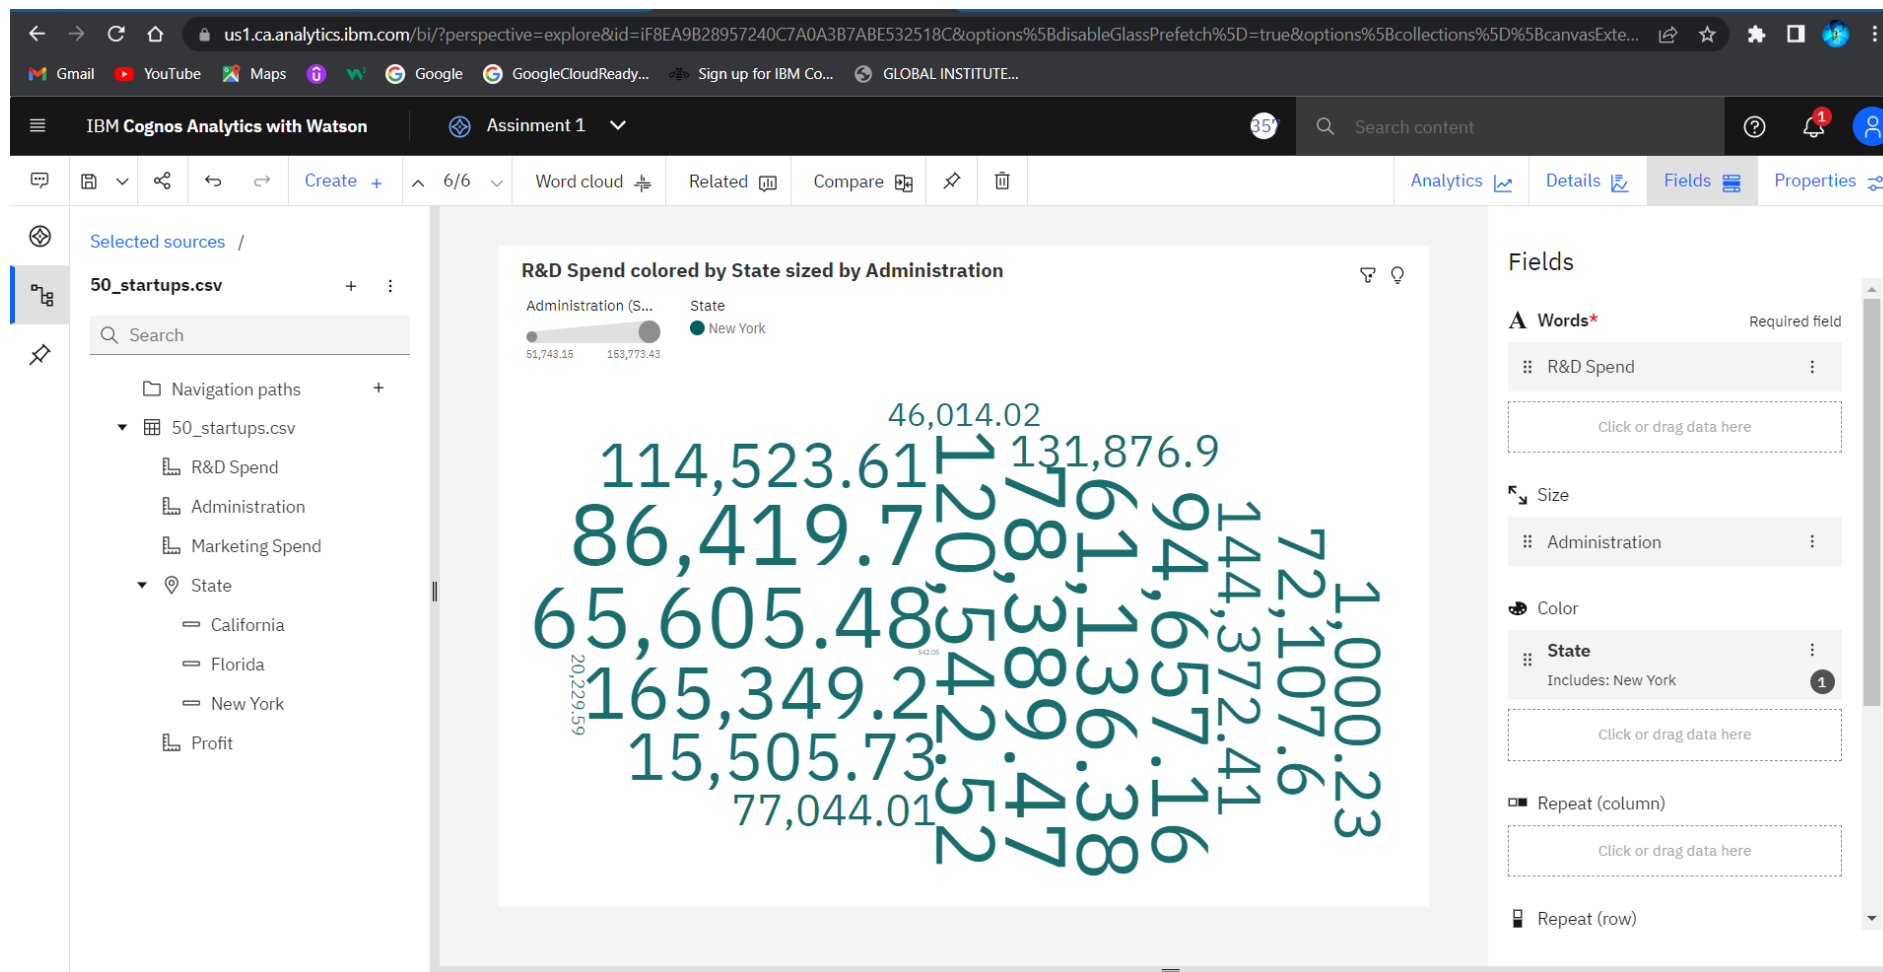 us1.ca.analytics.ibm.com/bi/?perspective=explore&id=iF8EA9B28957240C7A0A3B7ABE532518C&options%5BdisableGlassPrefetch%5D=true&options%5Bcollections%5D%5BcanvasExte...
Gmail YouTube Maps Google GoogleCloudReady... Sign up for IBM Co... GLOBAL INSTITUTE...
IBM Cognos Analytics with Watson Assinment 1 357 Search content 1
Create + 6/6 Word cloud Related Compare Analytics Details Fields Properties
Selected sources /
50_startups.csv
Search
Navigation paths
50_startups.csv
R&D Spend
Administration
Marketing Spend
State
California
Florida
New York
Profit
R&D Spend colored by State sized by Administration
Administration (S...
51,743.15 153,773.43
State
New York
46,014.02
114,523.61
131,876.9
86,419.7
65,605.48
542.05
20,229.59
165,349.2
15,505.73
77,044.01
120,542.52
78,389.47
61,136.38
94,657.16
144,372.41
72,107.6
1,000.23
Fields
A Words* Required field
R&D Spend
Click or drag data here
Size
Administration
Color
State
Includes: New York 1
Click or drag data here
Repeat (column)
Click or drag data here
Repeat (row)